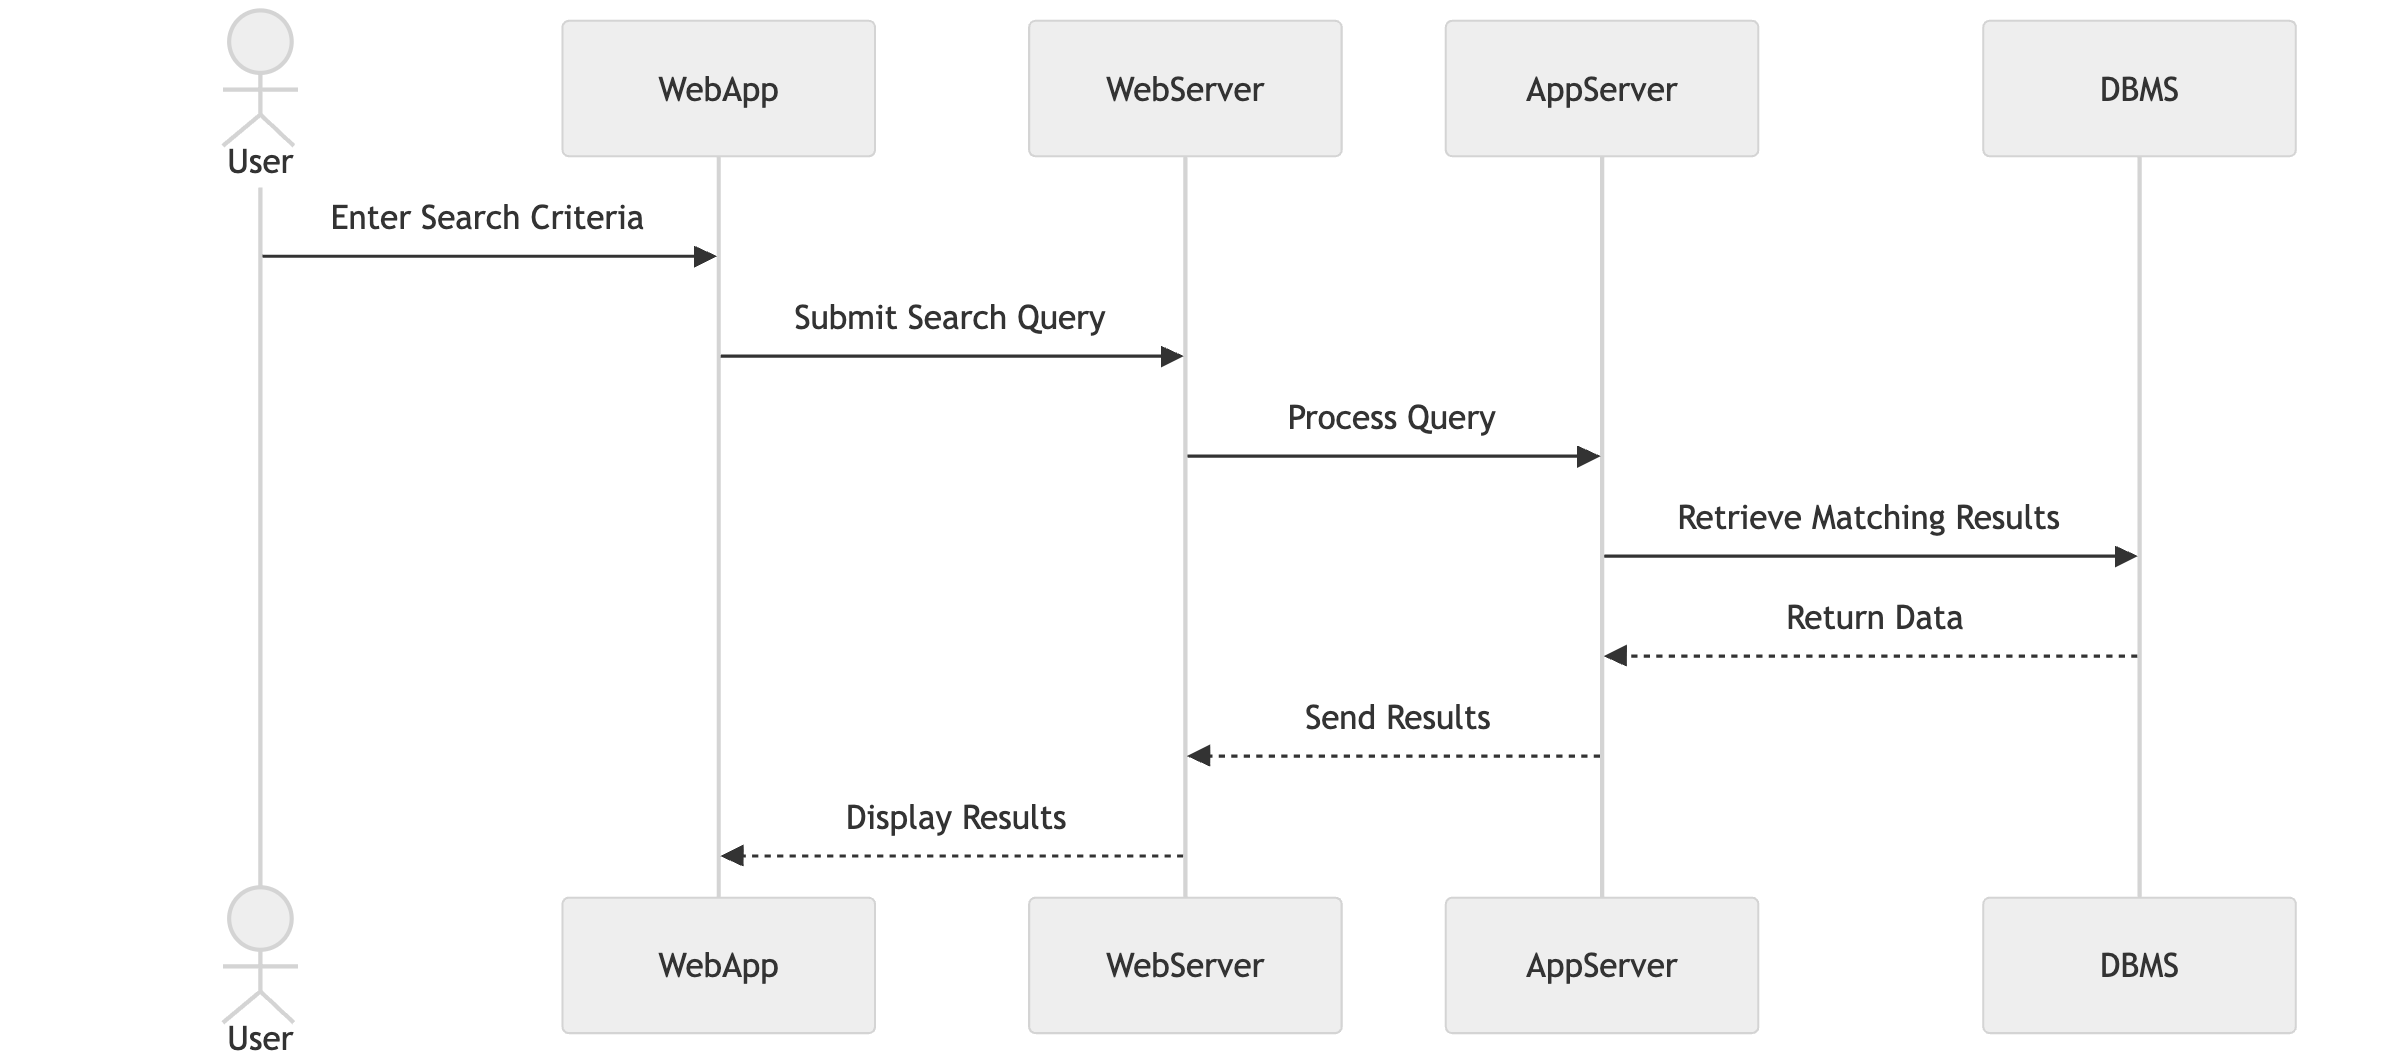 User
WebApp
WebServer
AppServer
DBMS
Enter Search Criteria
Submit Search Query
Process Query
Retrieve Matching Results
Return Data
Send Results
Display Results
User
WebApp
WebServer
AppServer
DBMS